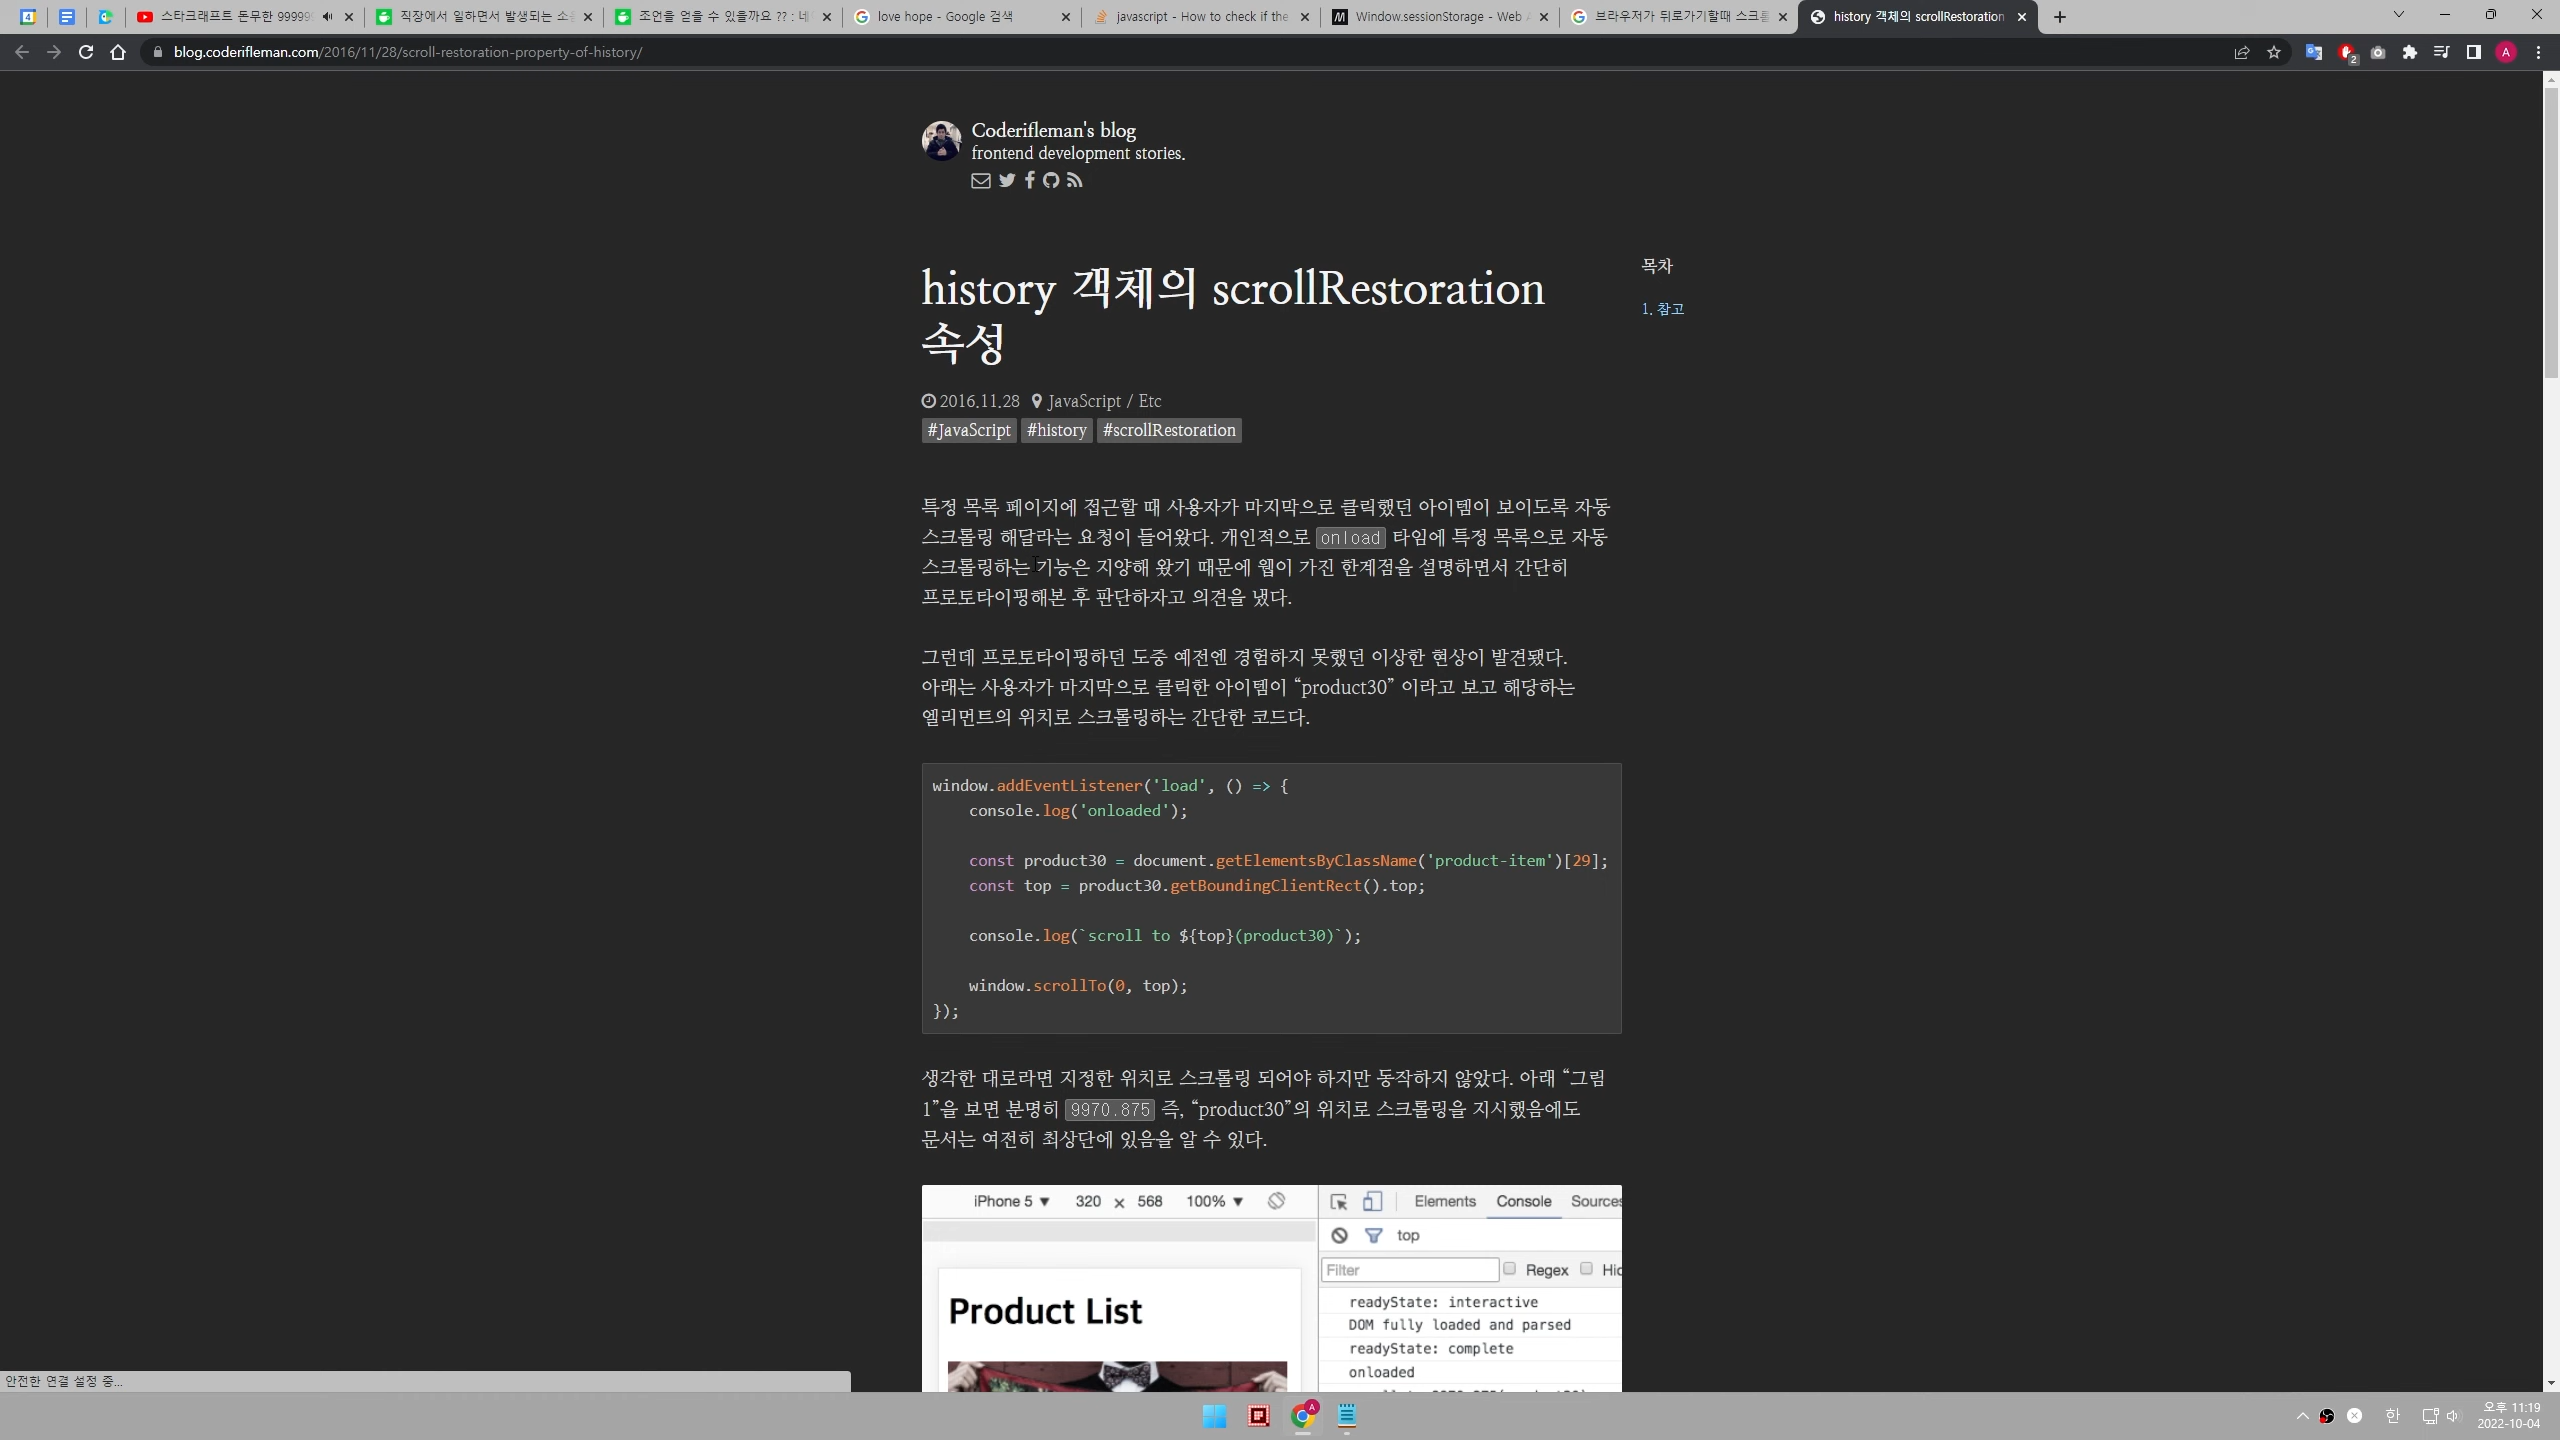 스타크래프트 돈무한 99999
직장에서 일하면서 발생되는 소
조언을 얻을 수 있을까요 ?? : 네
love hope - Google 검색
javascript - How to check if the
Window.sessionStorage - Web A
브라우저가 뒤로가기할때 스크롤
history 객체의 scrollRestoration
blog.coderifleman.com/2016/11/28/scroll-restoration-property-of-history/
2
A
Coderifleman's blog
frontend development stories.
history 객체의 scrollRestoration
속성
목차
1. 참고
2016.11.28 JavaScript / Etc
#JavaScript #history #scrollRestoration
특정 목록 페이지에 접근할 때 사용자가 마지막으로 클릭했던 아이템이 보이도록 자동
스크롤링 해달라는 요청이 들어왔다. 개인적으로 onload 타임에 특정 목록으로 자동
스크롤링하는 기능은 지양해 왔기 때문에 웹이 가진 한계점을 설명하면서 간단히
프로토타이핑해본 후 판단하자고 의견을 냈다.
그런데 프로토타이핑하던 도중 예전엔 경험하지 못했던 이상한 현상이 발견됐다.
아래는 사용자가 마지막으로 클릭한 아이템이 “product30” 이라고 보고 해당하는
엘리먼트의 위치로 스크롤링하는 간단한 코드다.
window.addEventListener('load', () => {
    console.log('onloaded');
    const product30 = document.getElementsByClassName('product-item')[29];
    const top = product30.getBoundingClientRect().top;
    console.log(`scroll to ${top}(product30)`);
    window.scrollTo(0, top);
});
생각한 대로라면 지정한 위치로 스크롤링 되어야 하지만 동작하지 않았다. 아래 “그림
1”을 보면 분명히 9970.875 즉, “product30”의 위치로 스크롤링을 지시했음에도
문서는 여전히 최상단에 있음을 알 수 있다.
iPhone 5 ▼ 320 × 568 100% ▼
Elements Console Sources
top
Filter Regex Hid
Product List
readyState: interactive
DOM fully loaded and parsed
readyState: complete
onloaded
안전한 연결 설정 중...
A
한
오후 11:19
2022-10-04